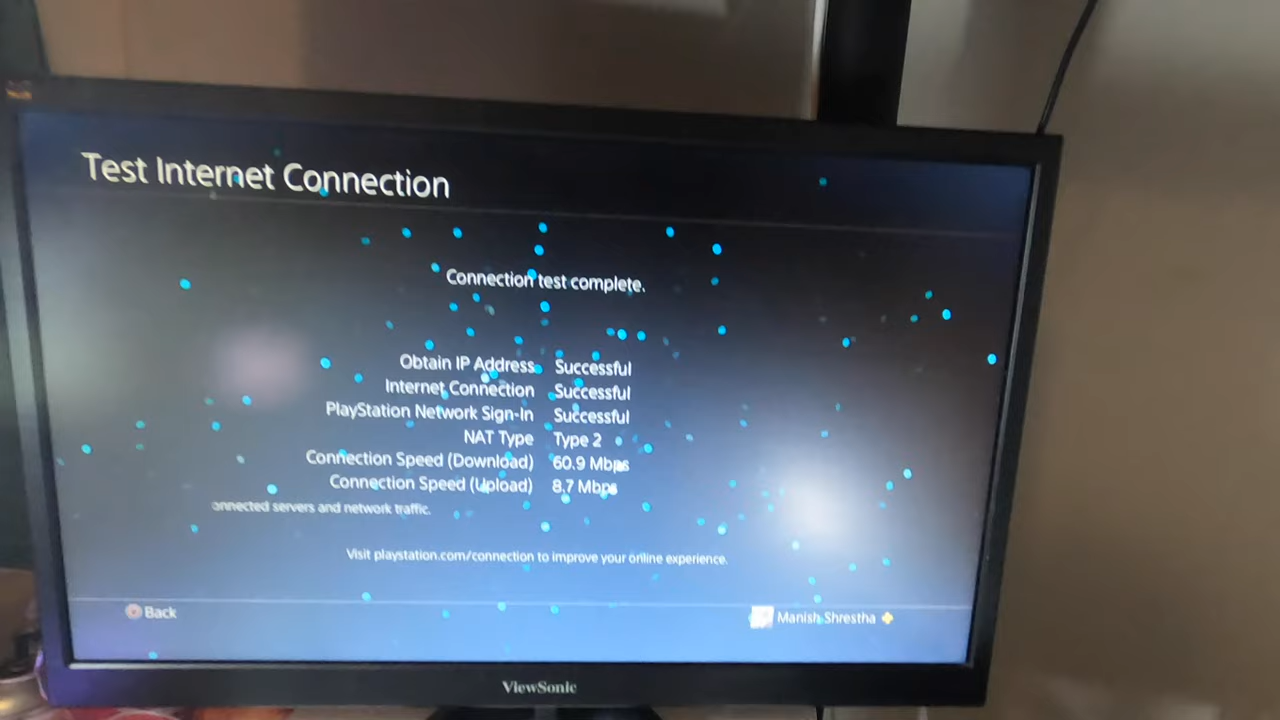 Test Internet Connection
Connection test complete.
Obtain IP Address Successful
Internet Connection Successful
PlayStation Network Sign-In Successful
NAT Type Type 2
Connection Speed (Download) 60.9 Mbps
Connection Speed (Upload) 8.7 Mbps
onnected servers and network traffic.
Visit playstation.com/connection to improve your online experience.
Back
Manish Shrestha
ViewSonic